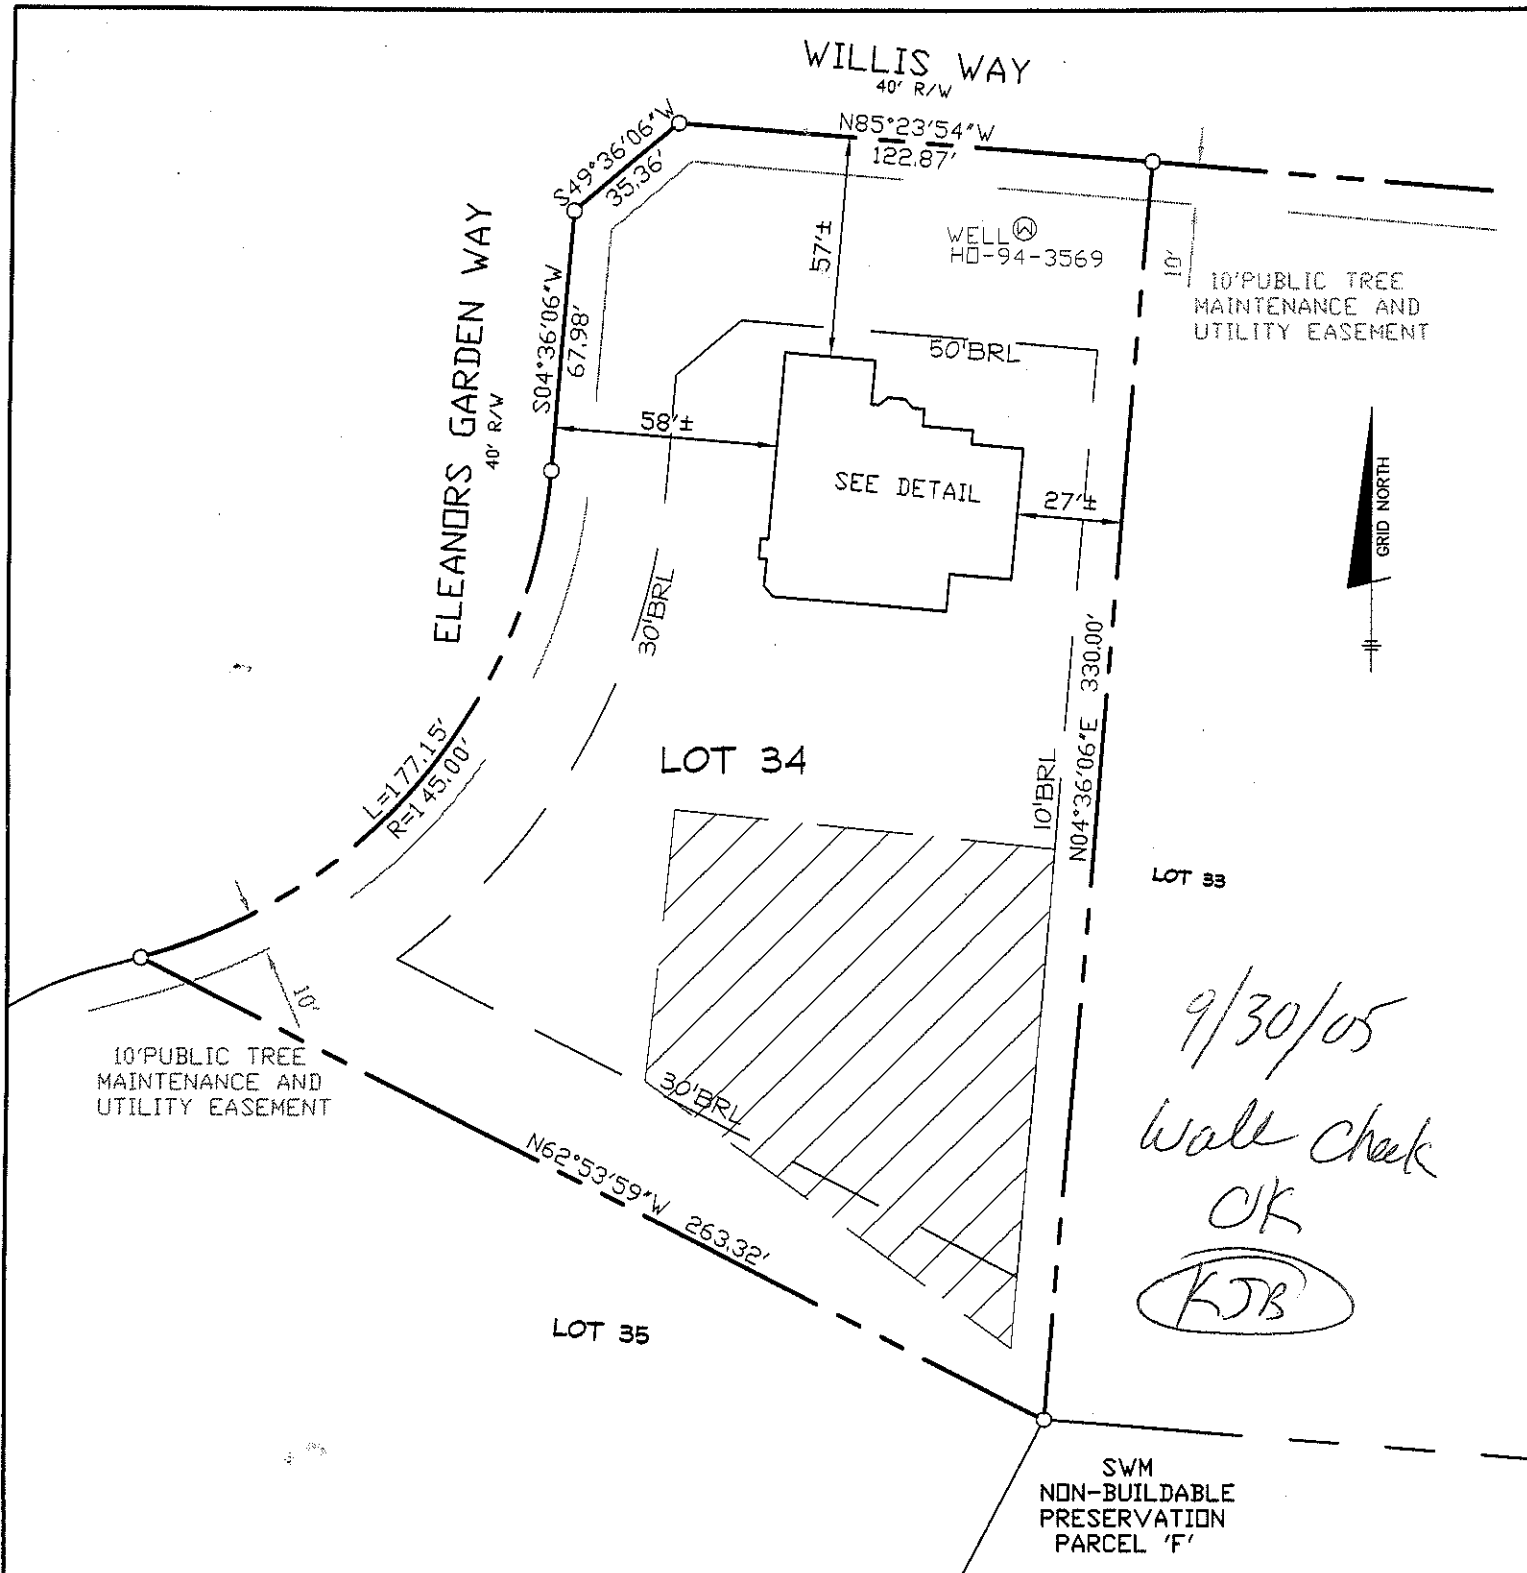 WILLIS WAY
40' R/W
N85°23'54"W
122.87'
S49°36'06"W
35.36'
ELEANORS GARDEN WAY
40' R/W
S04°36'06"W
67.98'
57'±
WELL W
HO-94-3569
10'
10'PUBLIC TREE
MAINTENANCE AND
UTILITY EASEMENT
50'BRL
58'±
SEE DETAIL
27'±
GRID NORTH
30'BRL
N04°36'06"E 330.00'
LOT 34
10'BRL
L=177.15'
R=145.00'
LOT 33
10'
10'PUBLIC TREE
MAINTENANCE AND
UTILITY EASEMENT
30'BRL
N62°53'59"W 263.32'
9/30/05
Wall Check
OK
KJB
LOT 35
SWM
NON-BUILDABLE
PRESERVATION
PARCEL 'F'